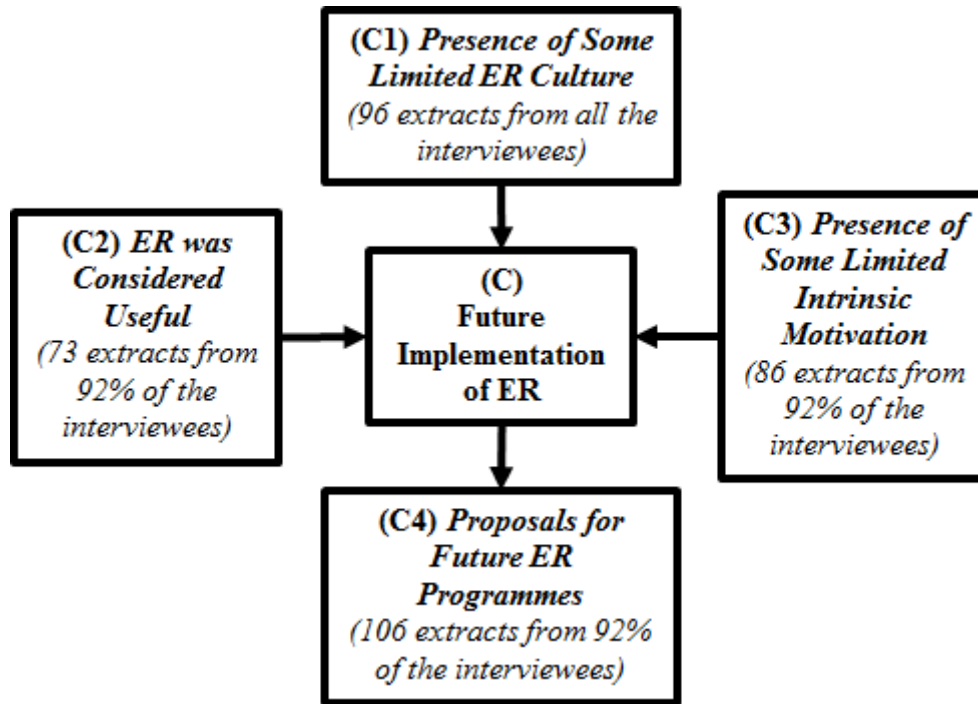 (C1) Presence of Some
Limited ER Culture
(96 extracts from all the
interviewees)
(C2) ER was
Considered
Useful
(73 extracts from
92% of the
interviewees)
(C)
Future
Implementation
of ER
(C3) Presence of
Some Limited
Intrinsic
Motivation
(86 extracts from
92% of the
interviewees)
(C4) Proposals for
Future ER
Programmes
(106 extracts from 92%
of the interviewees)